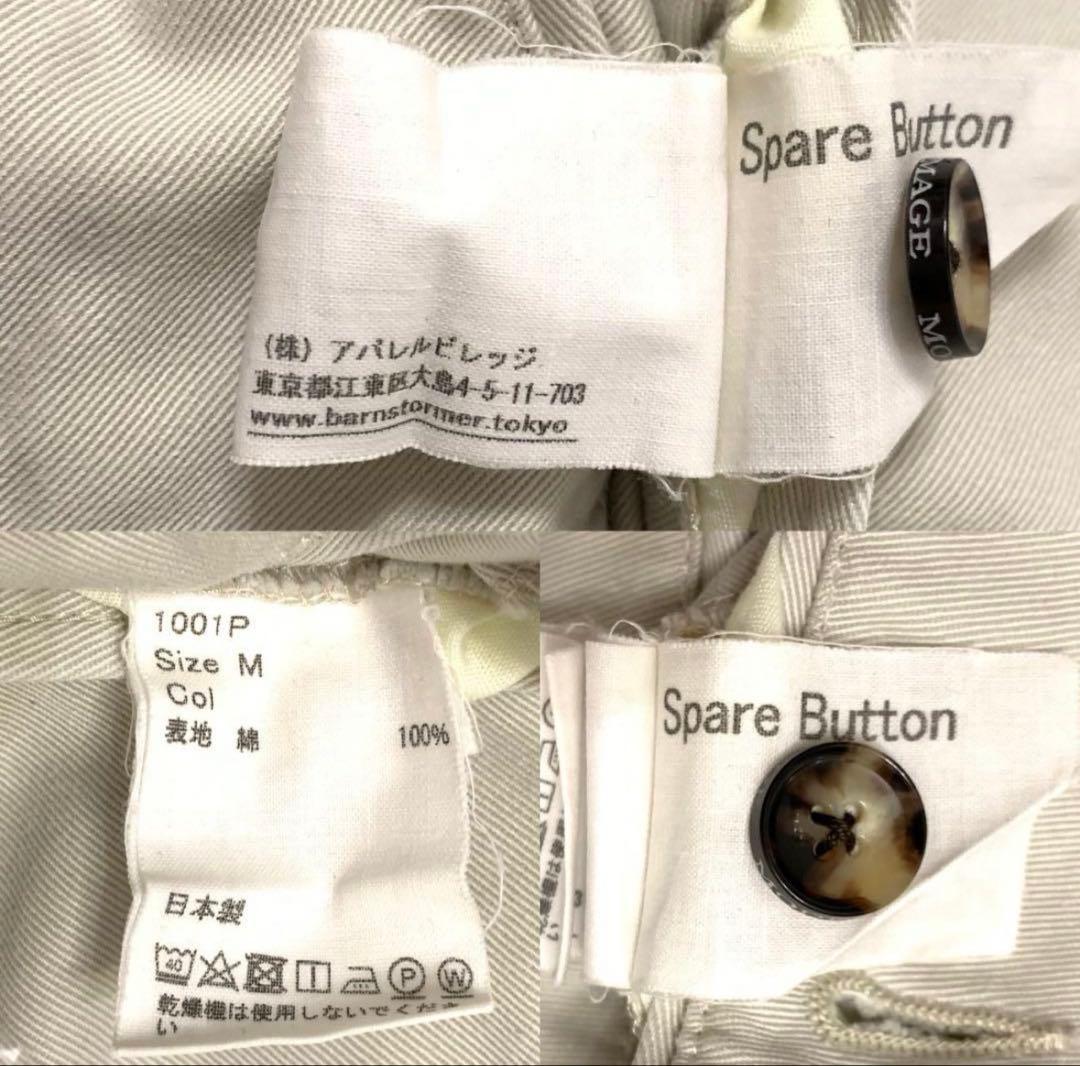 Spare Button
MAGE MO
(株) アパレルビレッジ
東京都江東区大島4-5-11-703
www.barnstormer.tokyo
1001P
Size M
Col
表地 綿 100%
日本製
40 P W
乾燥機は使用しないでくださ
い
Spare Button